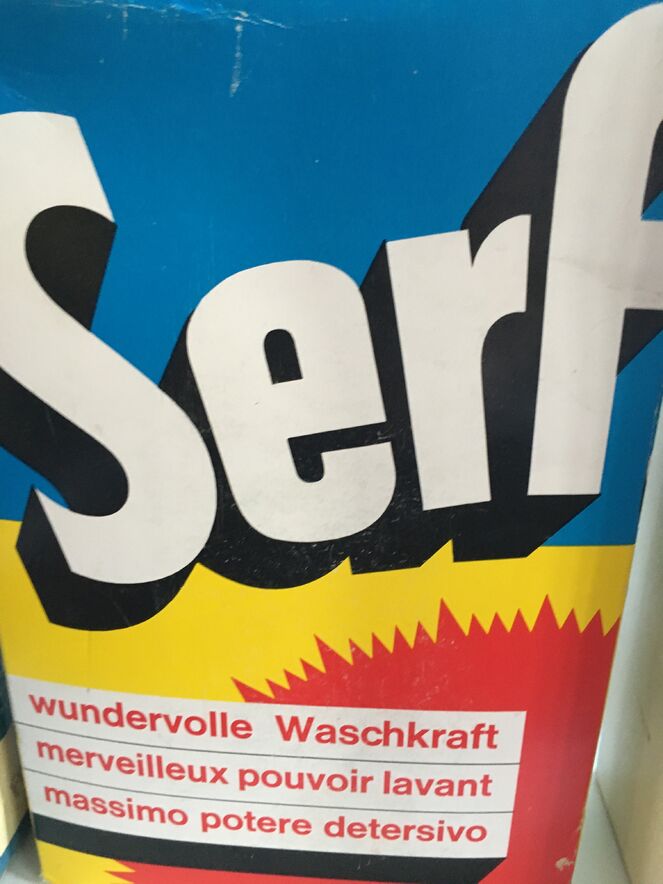 Serf
wundervolle Waschkraft
merveilleux pouvoir lavant
massimo potere detersivo